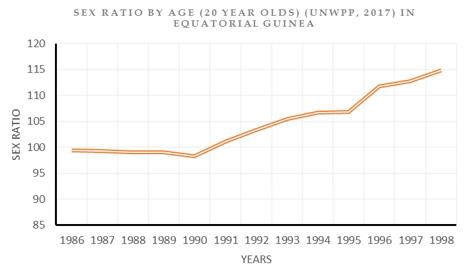 SEX RATIO BY AGE (20 YEAR OLDS) (UNWPP, 2017) IN
EQUATORIAL GUINEA
120
115
110
105
100
95
90
85
SEX RATIO
1986 1987 1988 1989 1990 1991 1992 1993 1994 1995 1996 1997 1998
YEARS